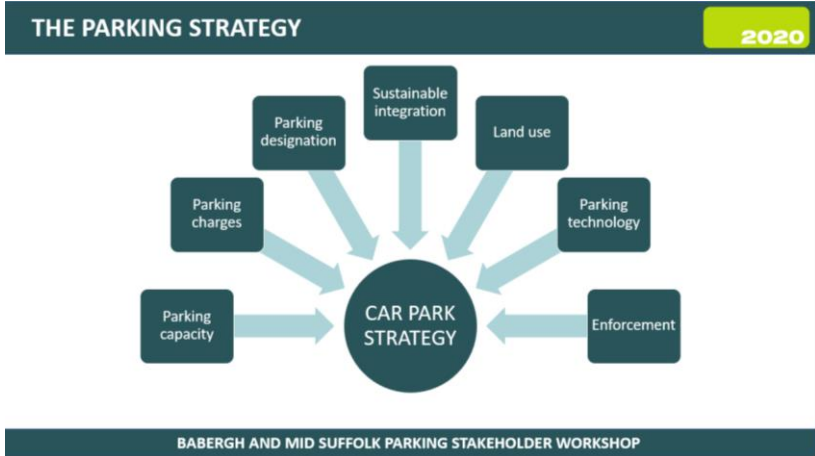 THE PARKING STRATEGY
2020
Sustainable
integration
Parking
designation
Land use
Parking
charges
Parking
technology
Parking
capacity
CAR PARK
STRATEGY
Enforcement
BABERGH AND MID SUFFOLK PARKING STAKEHOLDER WORKSHOP